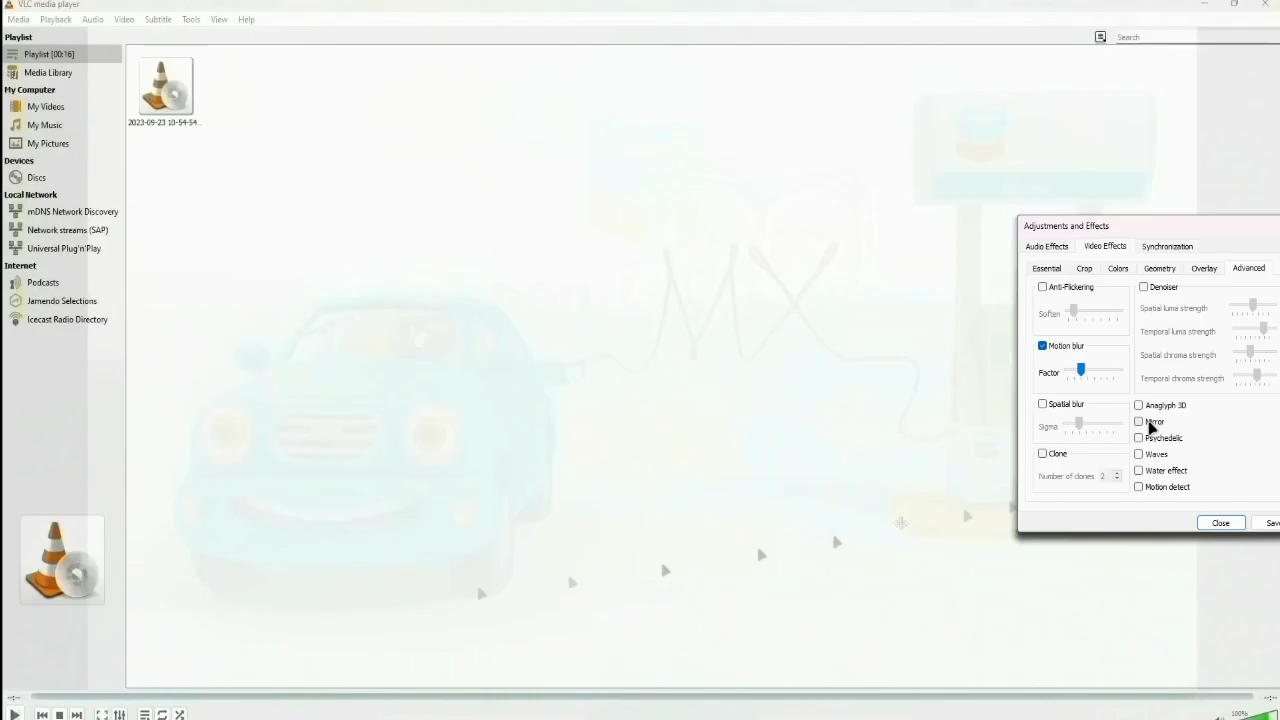 VLC media player
Media Playback Audio Video Subtitle Tools View Help
Playlist
Playlist [00:16]
Search
Media Library
My Computer
My Videos
My Music
My Pictures
2023-09-23 10-54-54...
Devices
Discs
Local Network
mDNS Network Discovery
Network streams (SAP)
Universal Plug'n'Play
Internet
Podcasts
Jamendo Selections
Icecast Radio Directory
MX
Adjustments and Effects
Audio Effects Video Effects Synchronization
Essential Crop Colors Geometry Overlay Advanced
Anti-Flickering
Soften
Motion blur
Factor
Spatial blur
Sigma
Clone
Number of clones 2
Denoiser
Spatial luma strength
Temporal luma strength
Spatial chroma strength
Temporal chroma strength
Anaglyph 3D
Mirror
Psychedelic
Waves
Water effect
Motion detect
Close
Save
--:--
--:--
100%